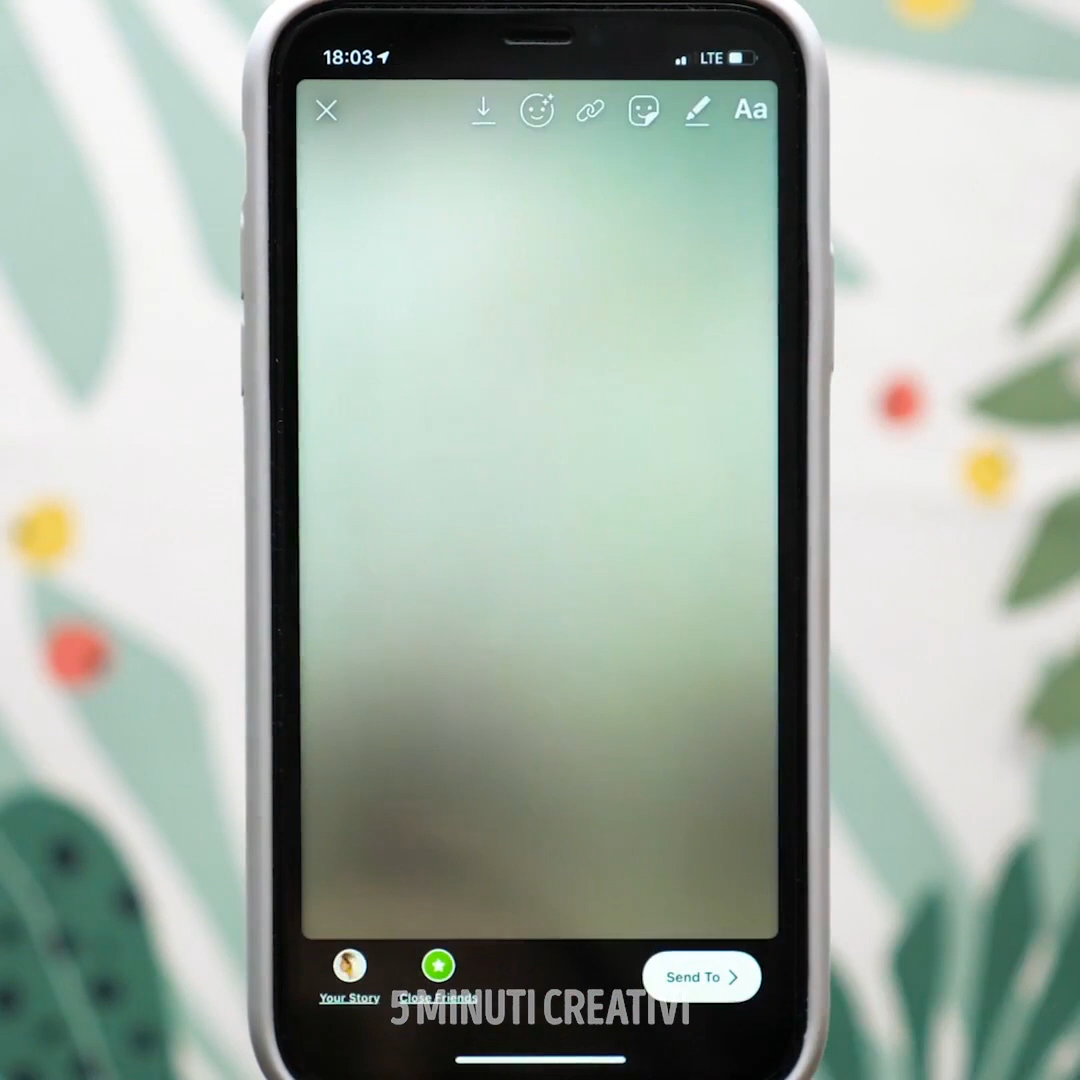 18:03
LTE
Aa
Your Story
Close Friends
Send To
5 MINUTI CREATIVI